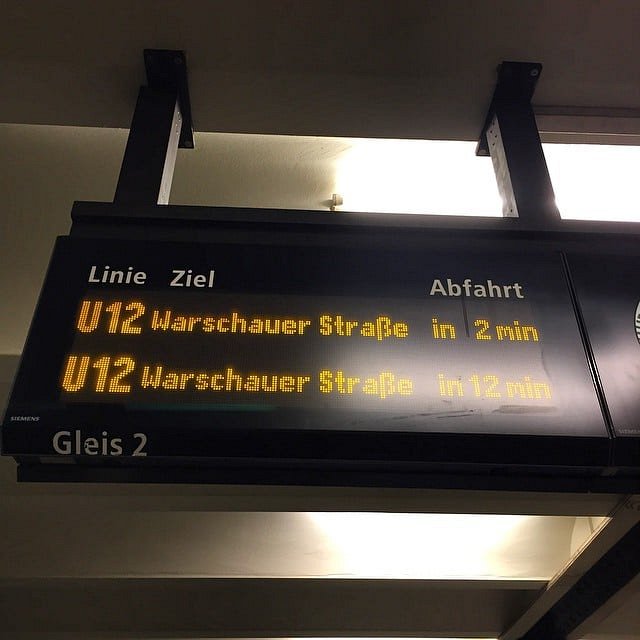 Linie Ziel Abfahrt
U12 Warschauer Straße in 2 min
U12 Warschauer Straße in 12 min
SIEMENS
Gleis 2